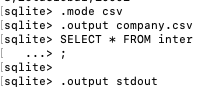 [sqlite> .mode csv
[sqlite> .output company.csv
[sqlite> SELECT * FROM inter
[   ...> ;
[sqlite>
[sqlite> .output stdout